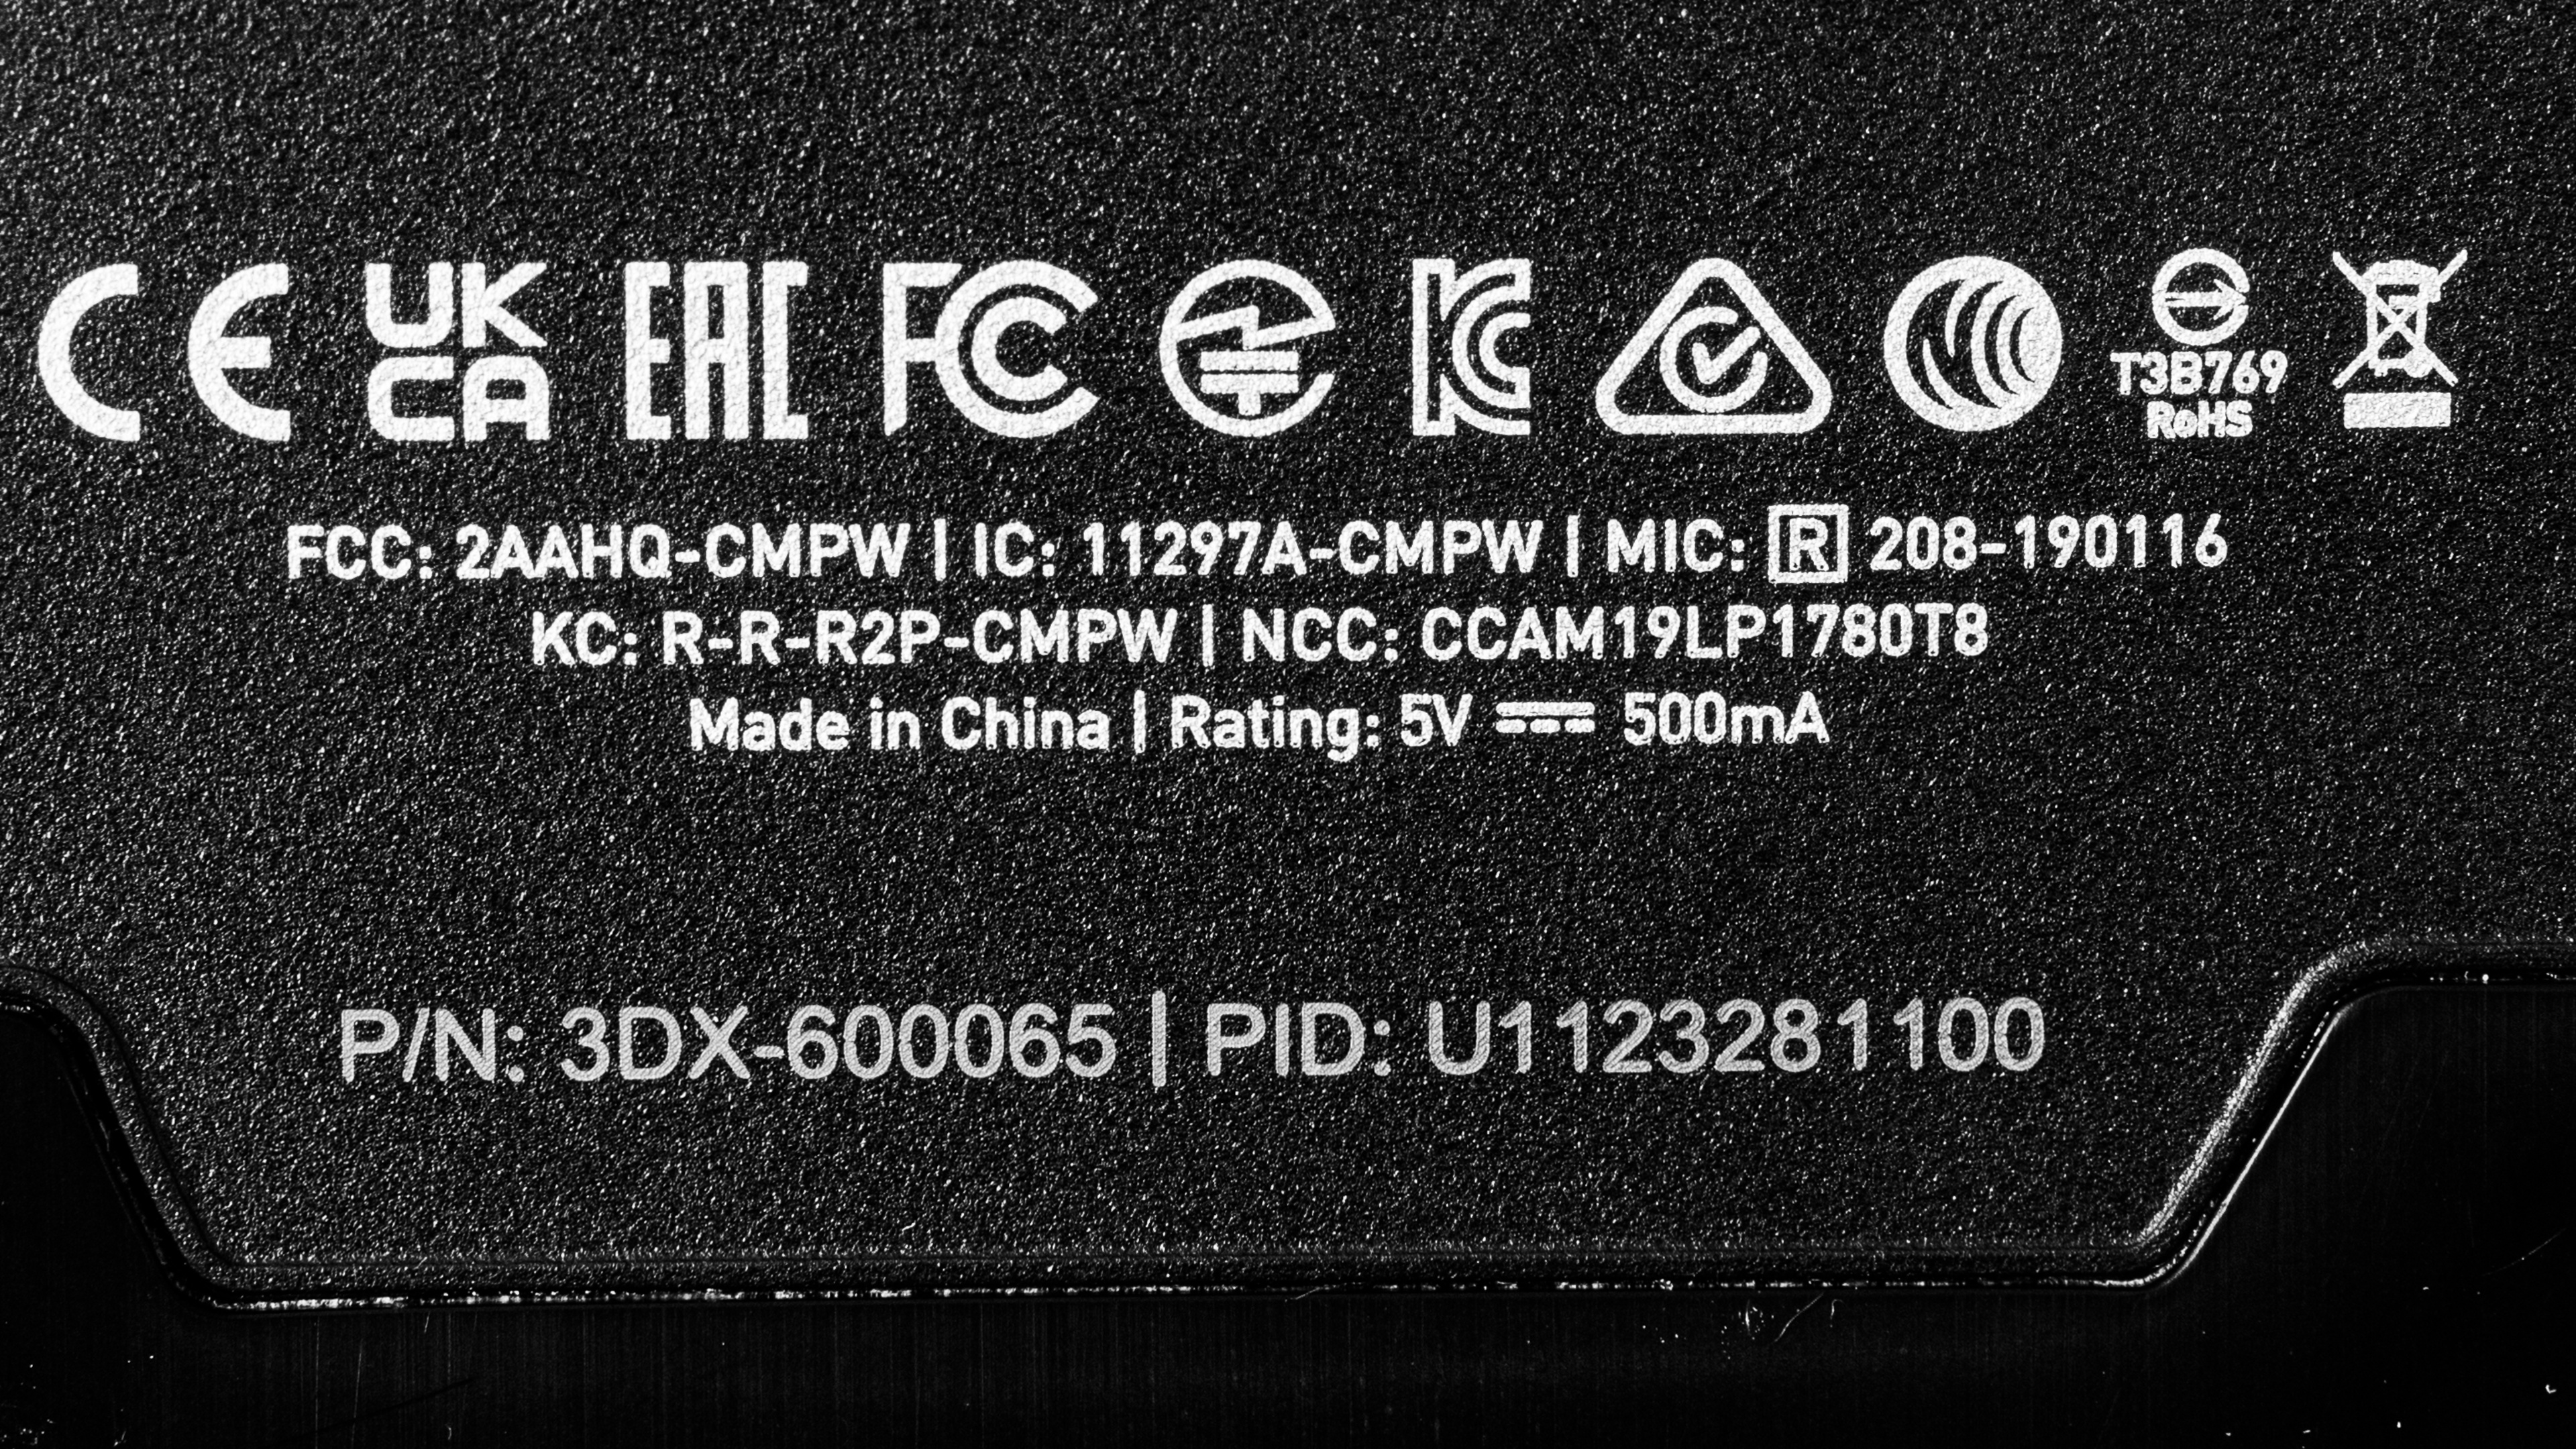 CE UK CA EAC FC KC T3B769 RoHS
FCC: 2AAHQ-CMPW | IC: 11297A-CMPW | MIC: R 208-190116
KC: R-R-R2P-CMPW | NCC: CCAM19LP1780T8
Made in China | Rating: 5V ⎓ 500mA
P/N: 3DX-600065 | PID: U1123281100